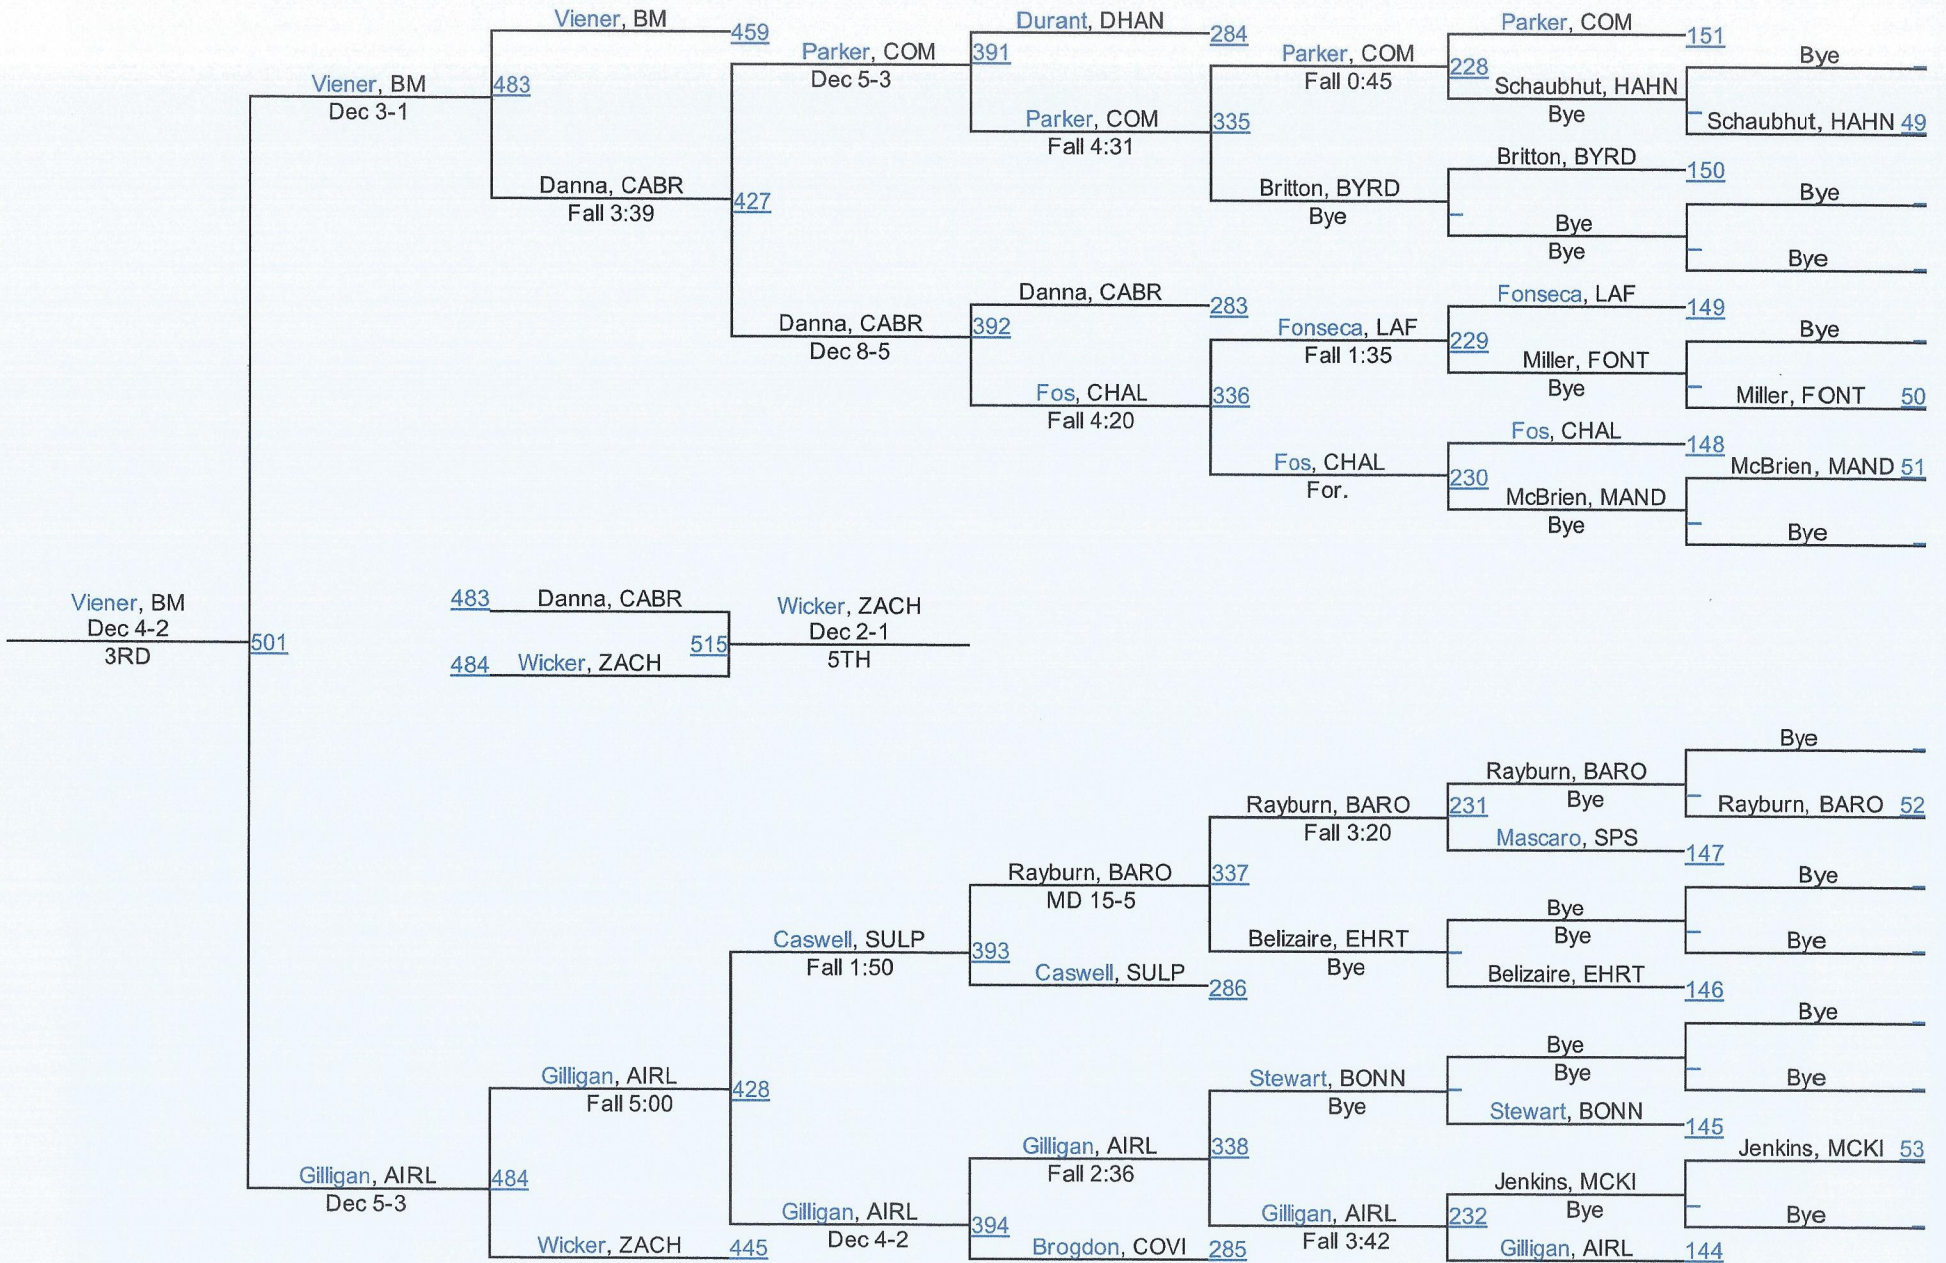 Viener, BM
459
Viener, BM
Dec 3-1
483
Danna, CABR
Fall 3:39
427
Parker, COM
Dec 5-3
391
Durant, DHAN
284
Parker, COM
Fall 4:31
335
Parker, COM
Fall 0:45
228
Parker, COM
151
Schaubhut, HAHN
Bye
Bye
Schaubhut, HAHN 49
Britton, BYRD
Bye
Britton, BYRD
150
Bye
Bye
Bye
Bye
Danna, CABR
Dec 8-5
392
Danna, CABR
283
Fos, CHAL
Fall 4:20
336
Fonseca, LAF
Fall 1:35
229
Fonseca, LAF
149
Miller, FONT
Bye
Bye
Miller, FONT 50
Fos, CHAL
For.
230
Fos, CHAL
148
McBrien, MAND
Bye
McBrien, MAND 51
Bye
Viener, BM
Dec 4-2
3RD
501
483 Danna, CABR
484 Wicker, ZACH
515
Wicker, ZACH
Dec 2-1
5TH
Gilligan, AIRL
Dec 5-3
484
Gilligan, AIRL
Fall 5:00
428
Wicker, ZACH
445
Caswell, SULP
Fall 1:50
393
Rayburn, BARO
MD 15-5
337
Caswell, SULP
286
Rayburn, BARO
Fall 3:20
231
Rayburn, BARO
Bye
Bye
Rayburn, BARO 52
Mascaro, SPS
147
Belizaire, EHRT
Bye
Bye
Bye
Bye
Bye
Belizaire, EHRT
146
Gilligan, AIRL
Dec 4-2
394
Gilligan, AIRL
Fall 2:36
338
Brogdon, COVI
285
Stewart, BONN
Bye
Bye
Bye
Bye
Bye
Stewart, BONN
145
Gilligan, AIRL
Fall 3:42
232
Jenkins, MCKI
Bye
Jenkins, MCKI 53
Bye
Gilligan, AIRL
144